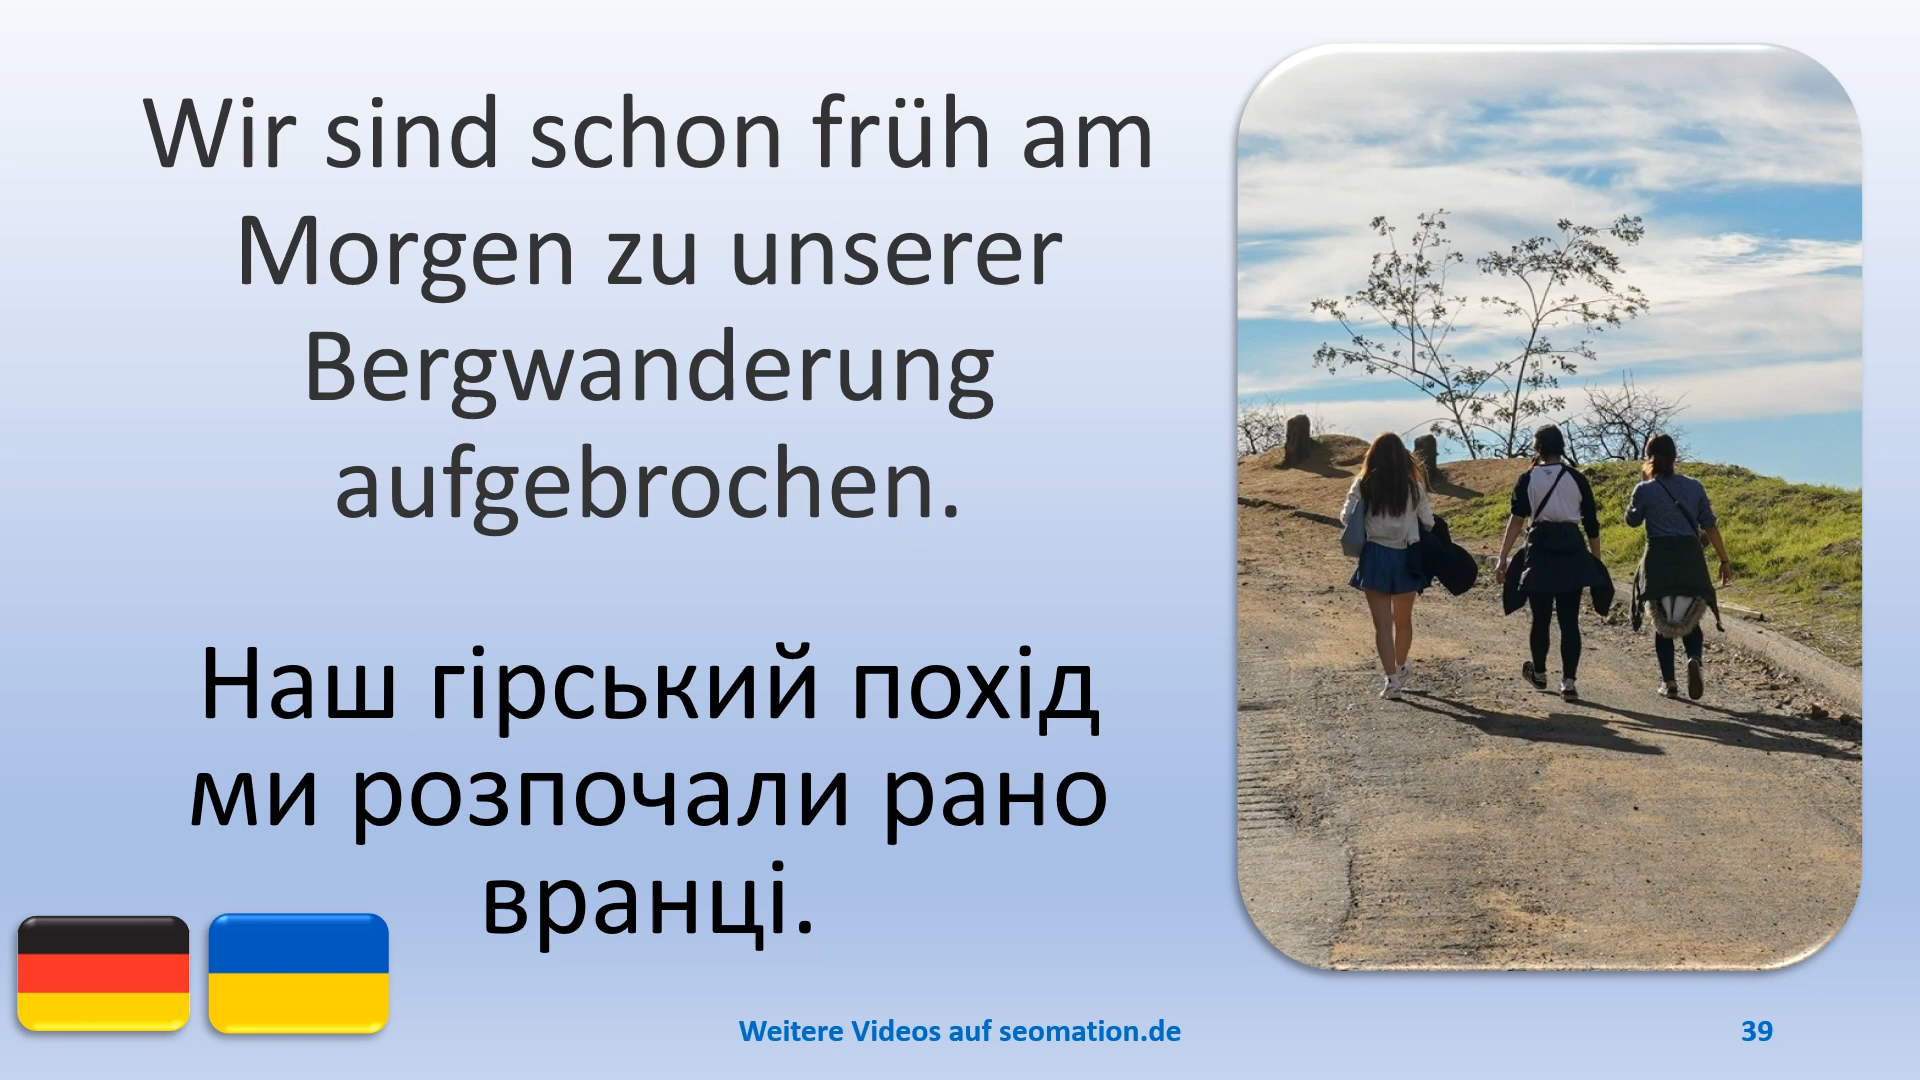 Wir sind schon früh am
Morgen zu unserer
Bergwanderung
aufgebrochen.
Наш гірський похід
ми розпочали рано
вранці.
Weitere Videos auf seomation.de
39